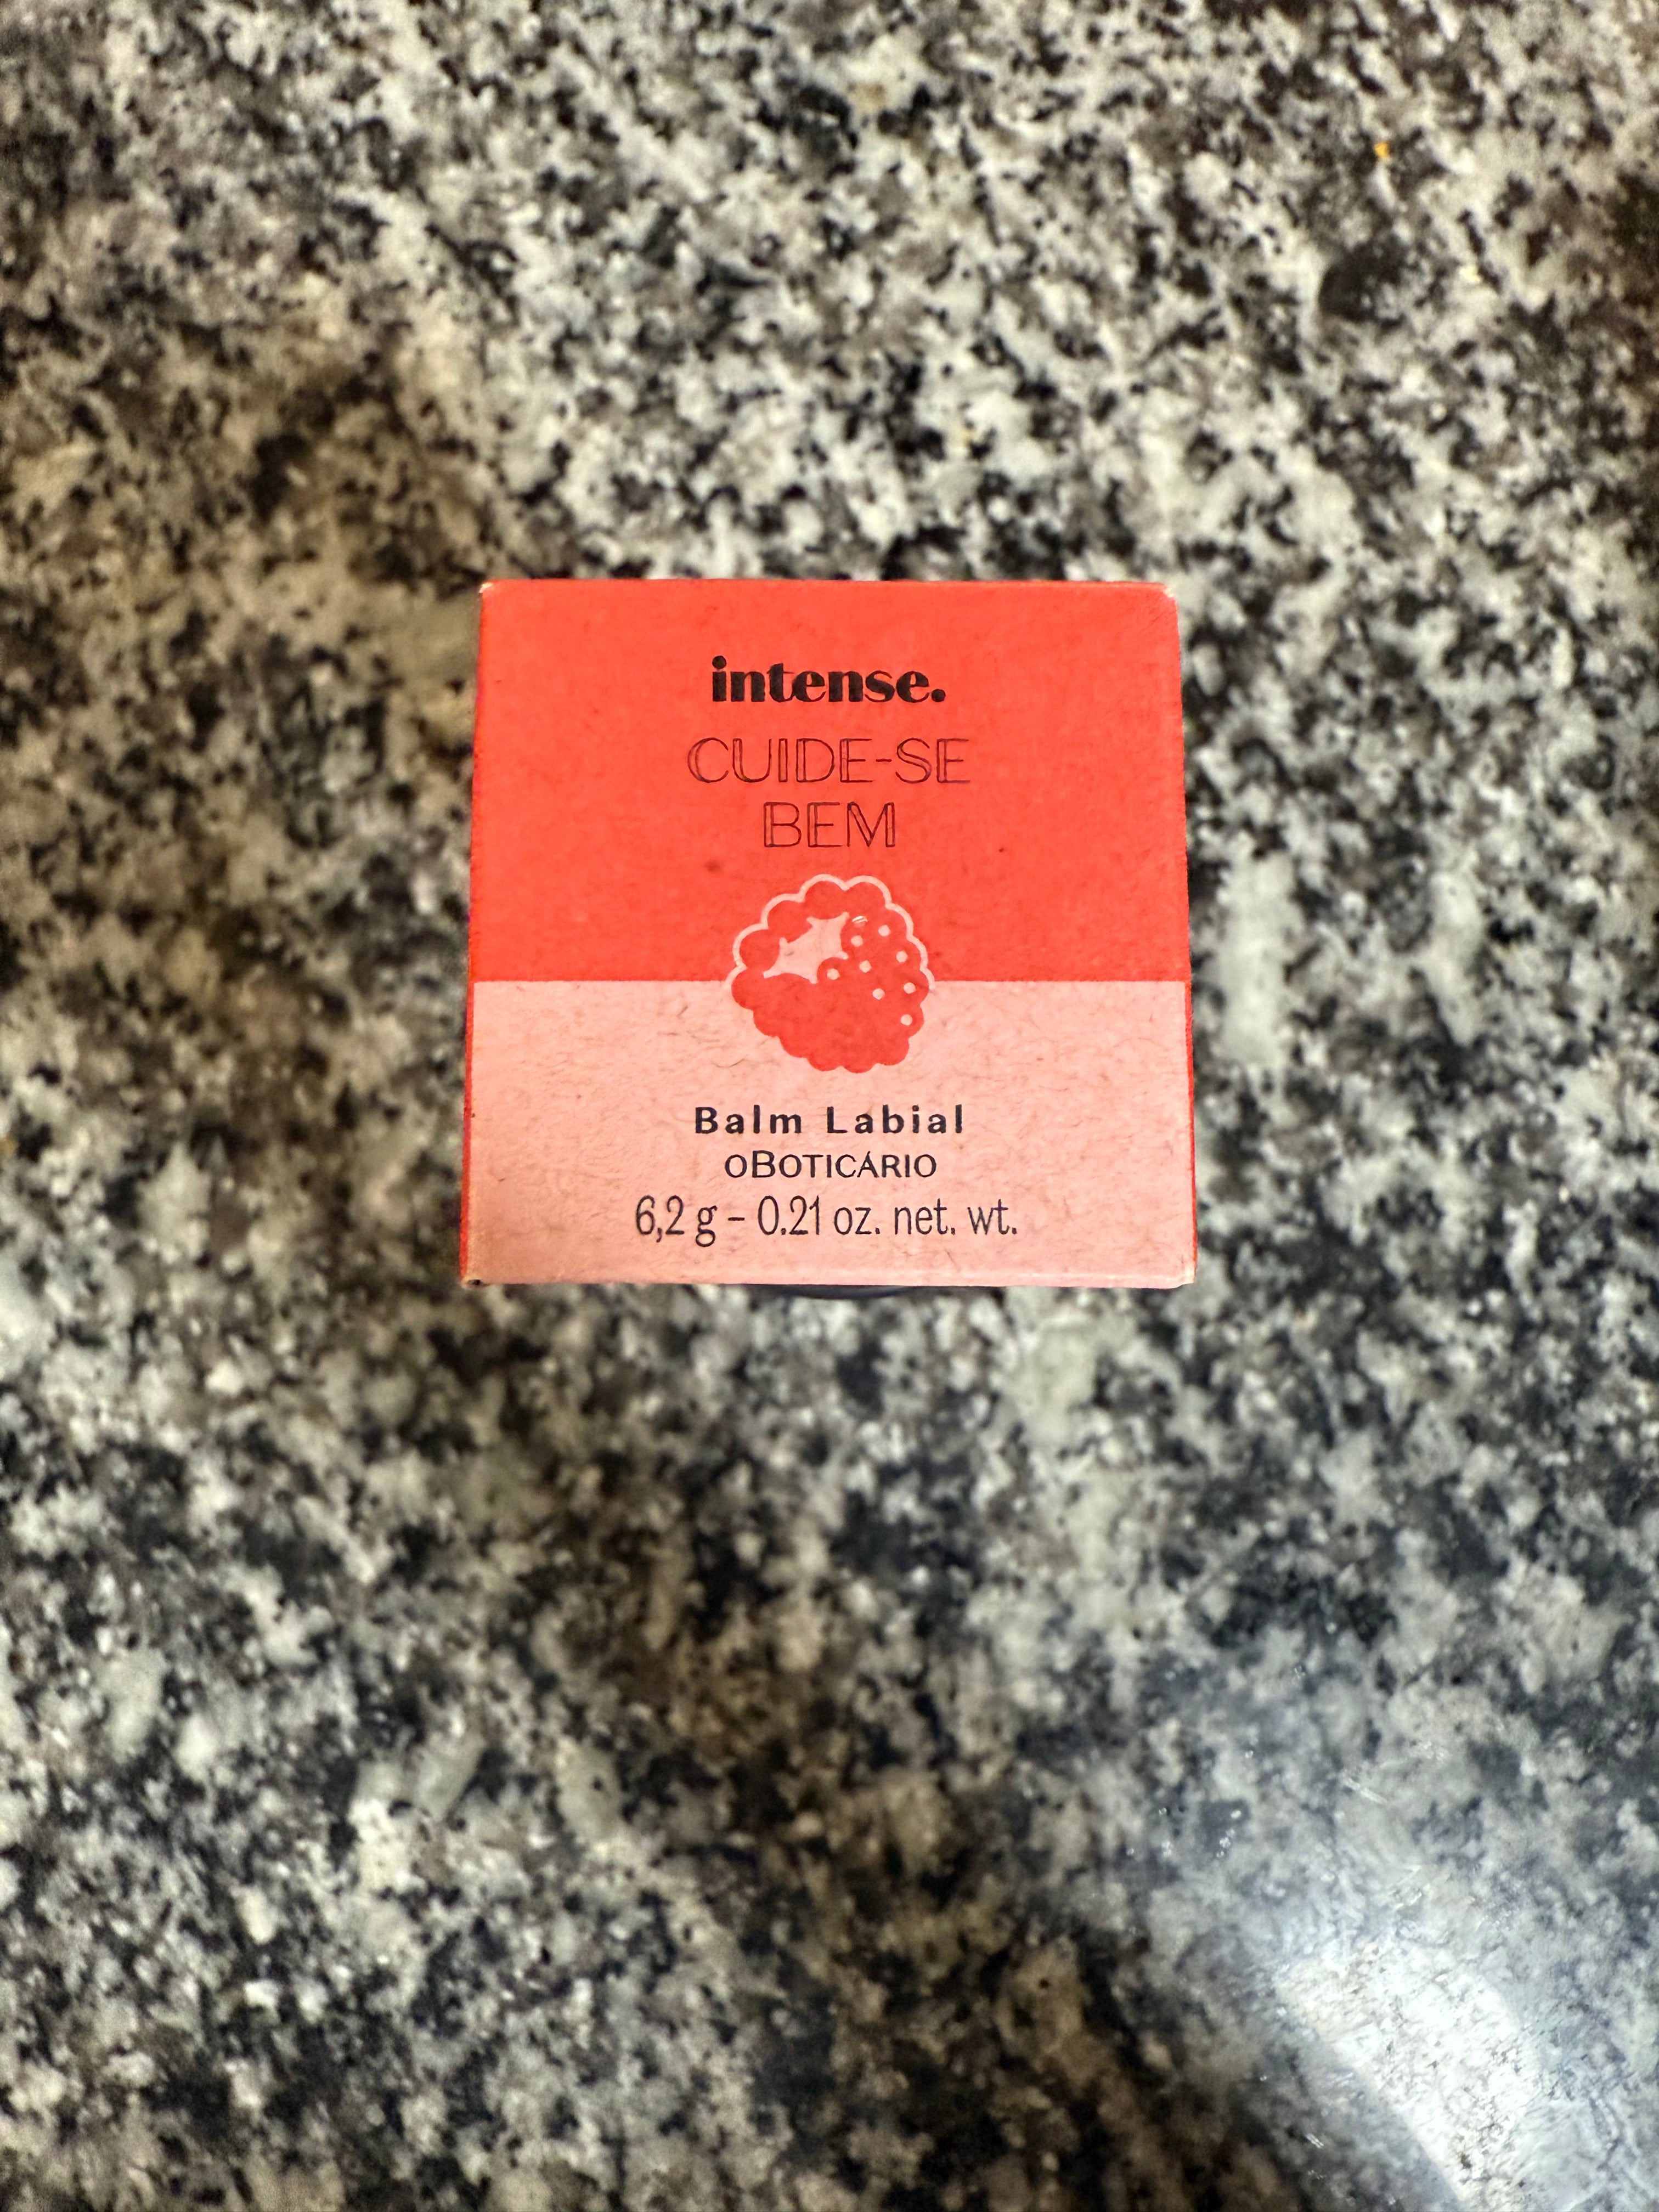 intense.
CUIDE-SE
BEM
Balm Labial
OBOTICÁRIO
6,2 g - 0.21 oz. net. wt.